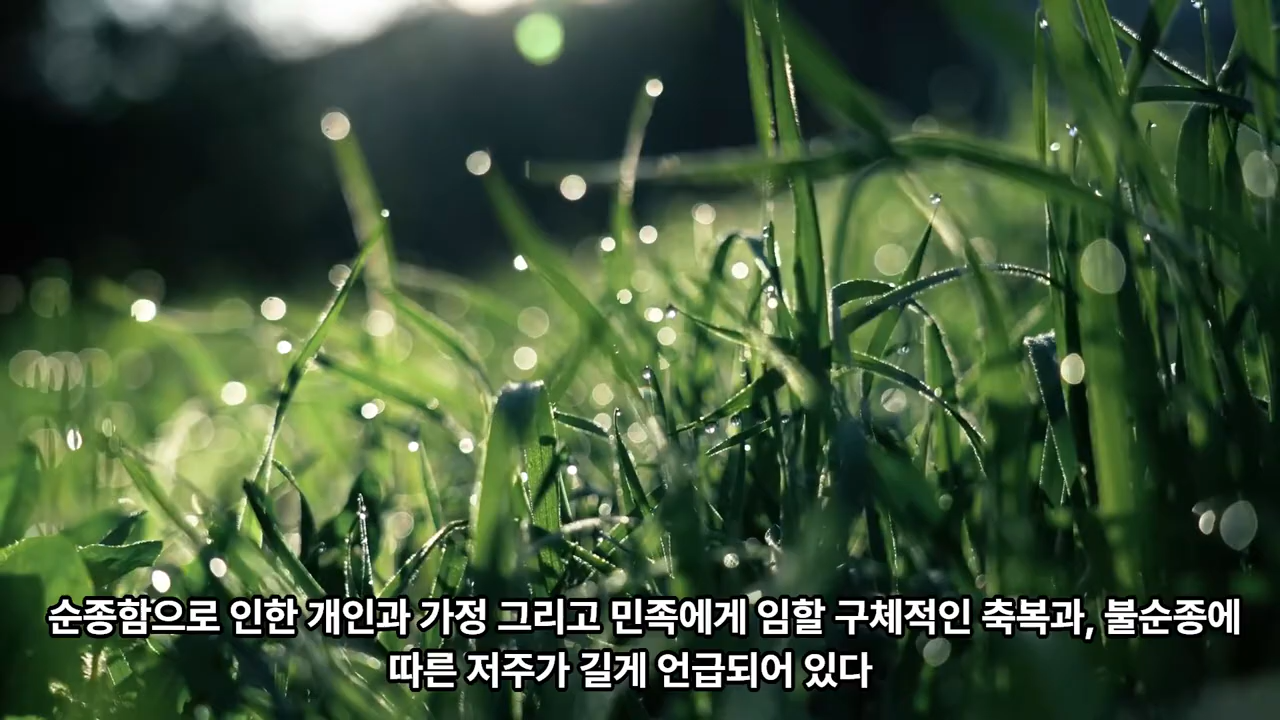 순종함으로 인한 개인과 가정 그리고 민족에게 임할 구체적인 축복과, 불순종에
따른 저주가 길게 언급되어 있다